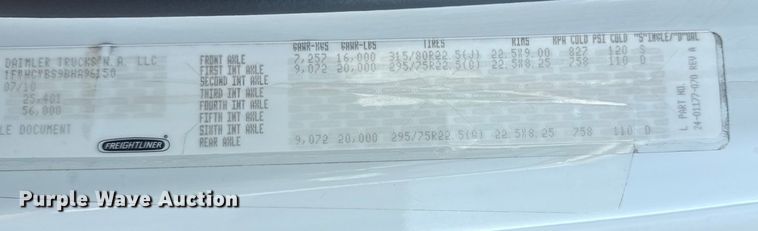 GAWR-KGS GAWR-LBS TIRES RIMS KPA COLD PSI COLD "S"INGLE/"D"UAL
DAIMLER TRUCKS N.A. LLC FRONT AXLE 7,257 16,000 315/80R22.5(J) 22.5X9.00 827 120 S
FIRST INT AXLE 9,072 20,000 295/75R22.5(G) 22.5X8.25 758 110 D
SECOND INT AXLE
07/10 THIRD INT AXLE
25,401 FOURTH INT AXLE
56,000 FIFTH INT AXLE
LE DOCUMENT SIXTH INT AXLE
REAR AXLE 9,072 20,000 295/75R22.5(G) 22.5X8.25 758 110 D
FREIGHTLINER
L PART NO.
24-01177-070 REV A
Purple Wave Auction